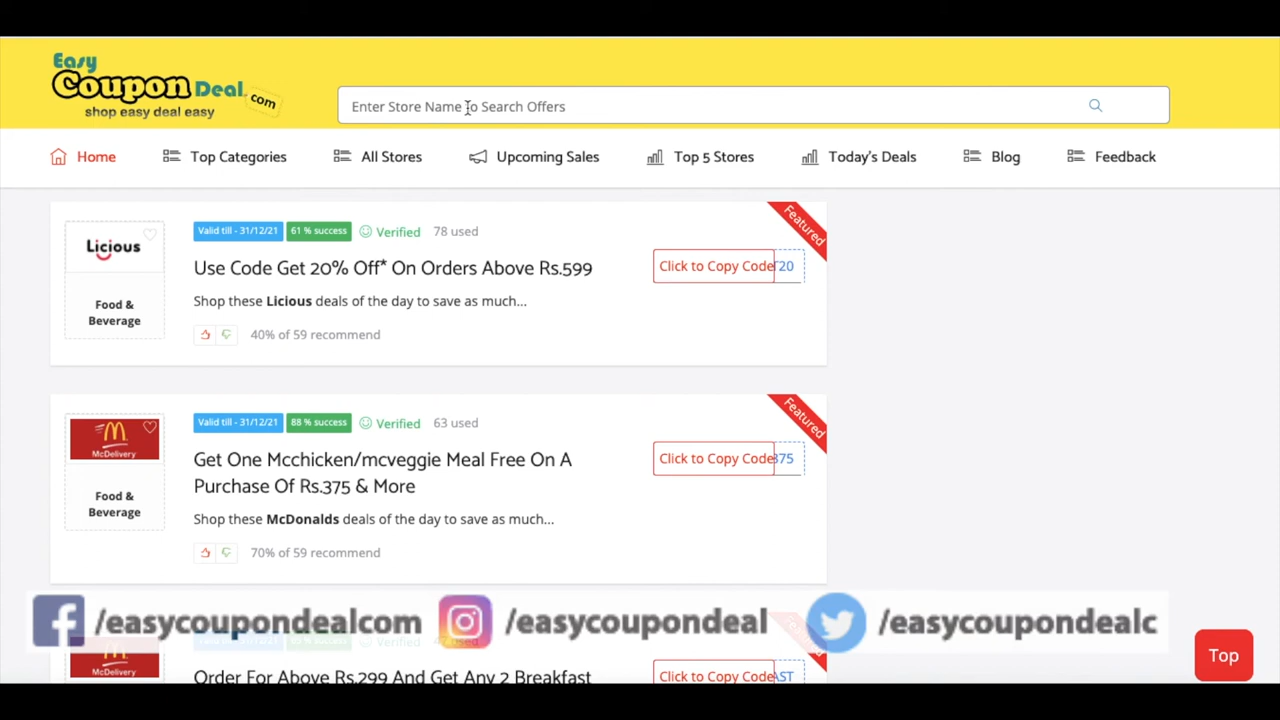 Easy
Coupon Deal.com
shop easy deal easy
Enter Store Name To Search Offers
Home
Top Categories
All Stores
Upcoming Sales
Top 5 Stores
Today's Deals
Blog
Feedback
Licious
Food &
Beverage
Valid till - 31/12/21
61 % success
Verified
78 used
Use Code Get 20% Off* On Orders Above Rs.599
Shop these Licious deals of the day to save as much...
40% of 59 recommend
Click to Copy Code
T20
Featured
McDelivery
Food &
Beverage
Valid till - 31/12/21
88 % success
Verified
63 used
Get One Mcchicken/mcveggie Meal Free On A
Purchase Of Rs.375 & More
Shop these McDonalds deals of the day to save as much...
70% of 59 recommend
Click to Copy Code
375
Featured
/easycoupondealcom
/easycoupondeal
/easycoupondealc
McDelivery
Verified
Order For Above Rs.299 And Get Any 2 Breakfast
Click to Copy Code
AST
Top